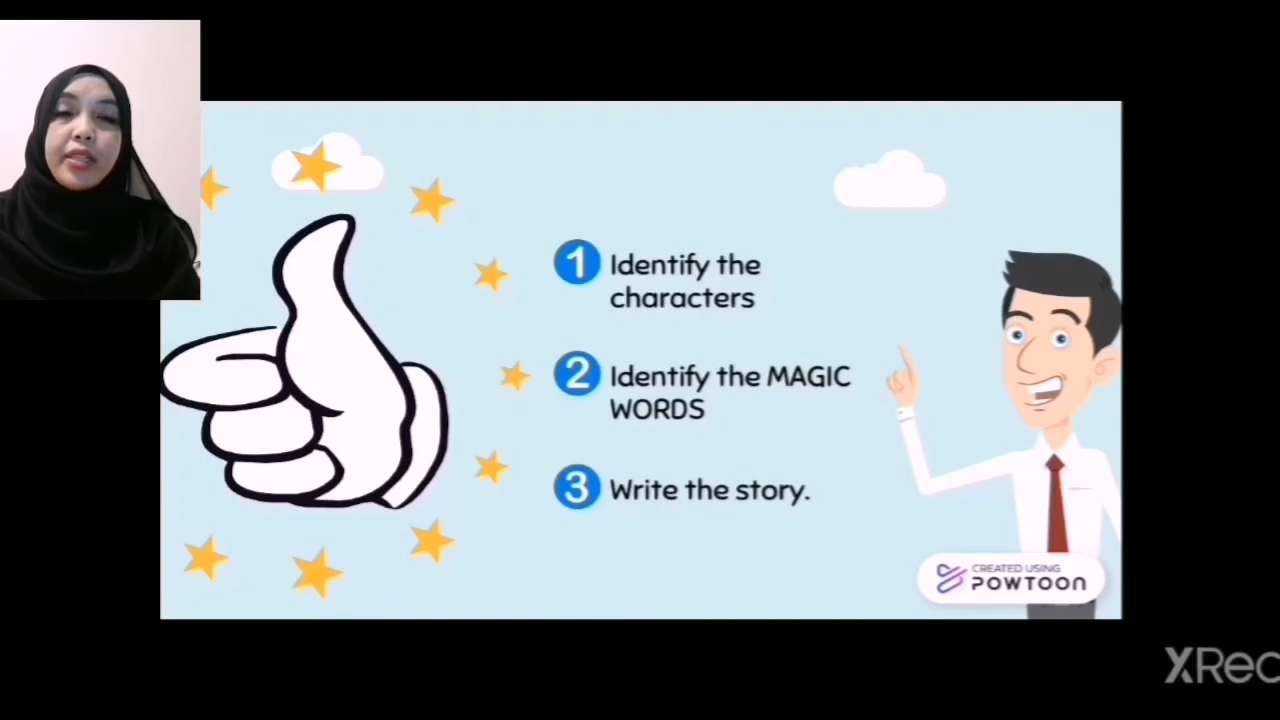 1 Identify the
characters
2 Identify the MAGIC
WORDS
3 Write the story.
CREATED USING
POWTOON
XRec